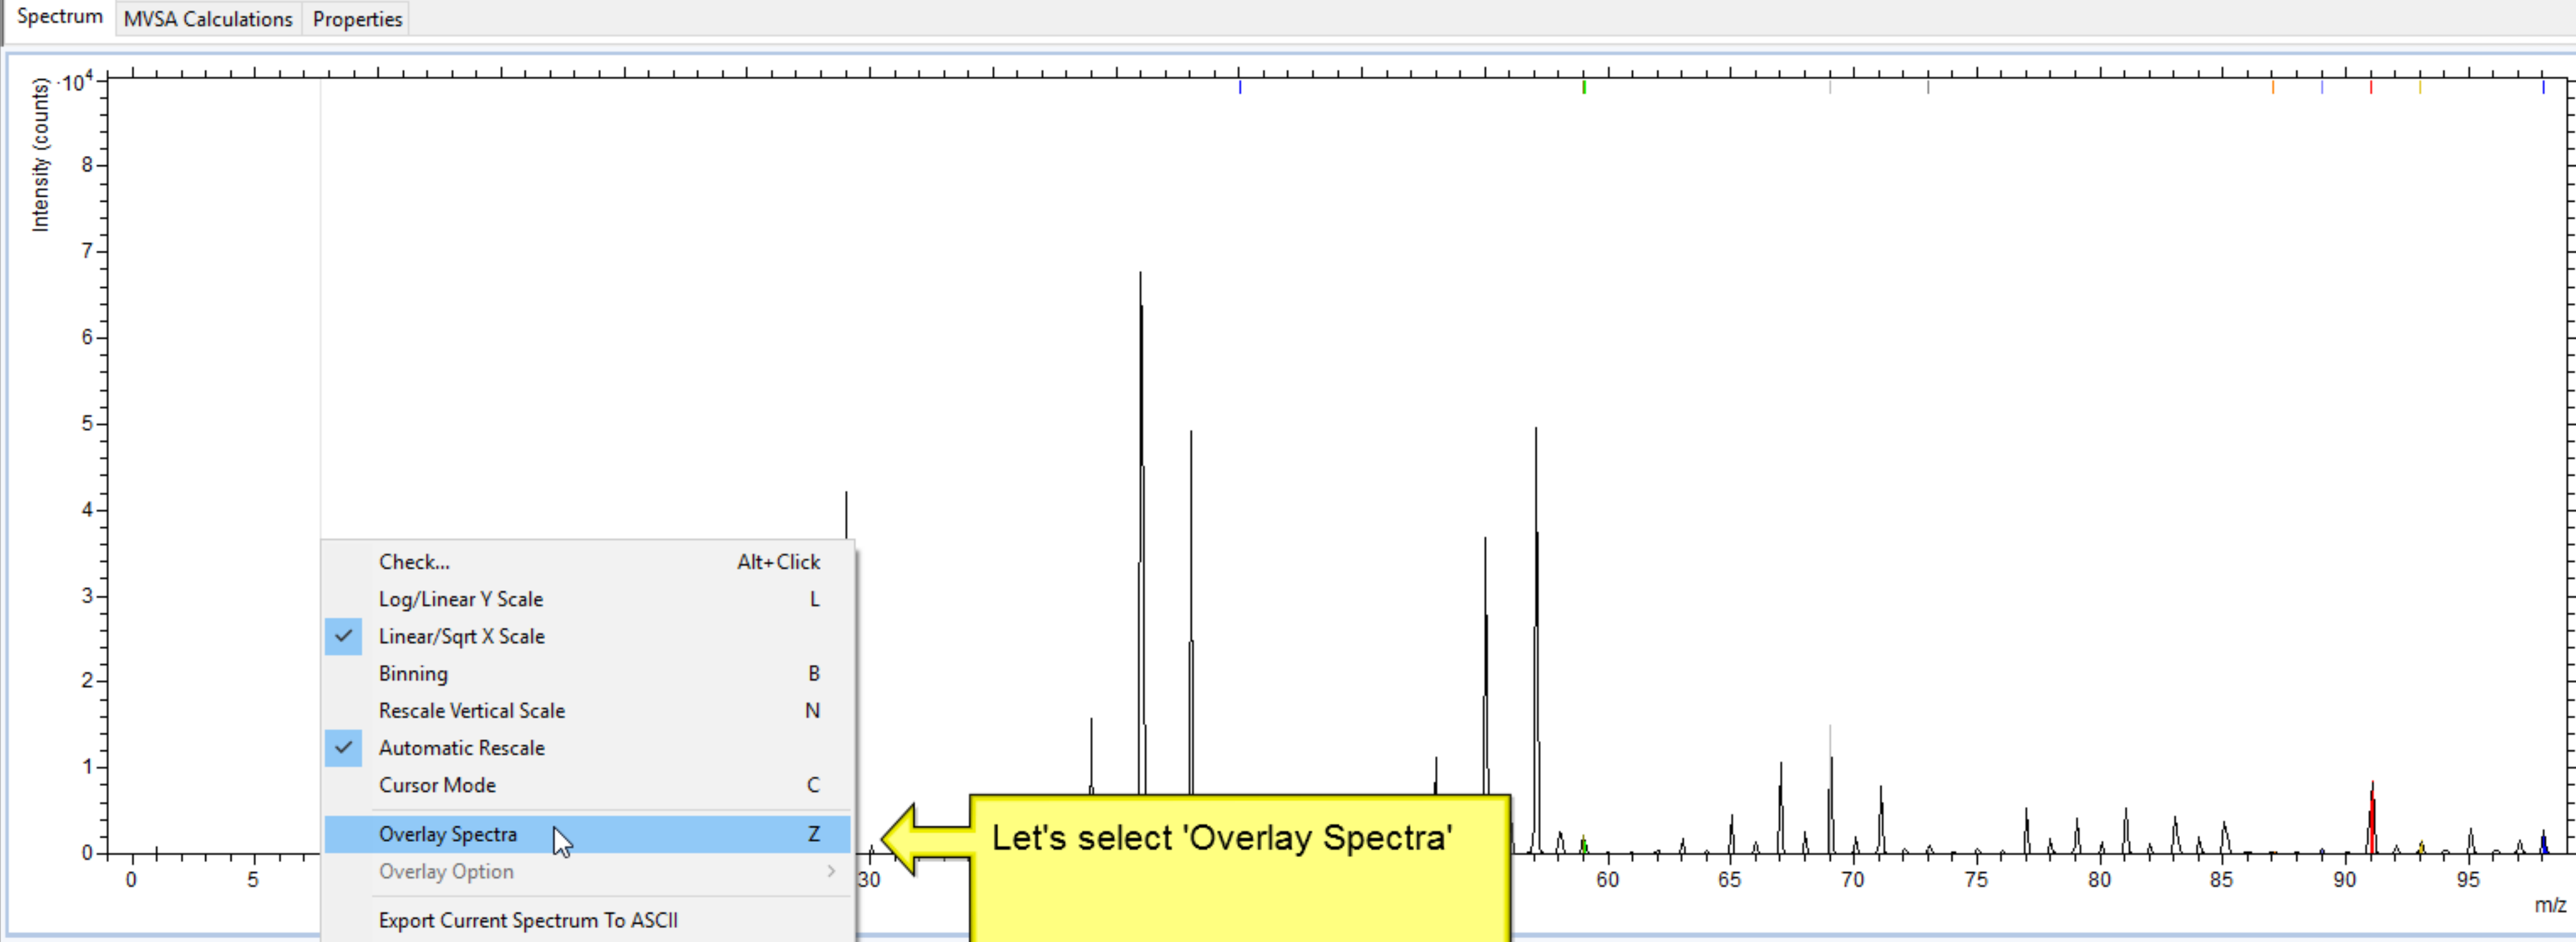 Spectrum MVSA Calculations Properties
·10⁴
Intensity (counts)
8
7
6
5
4
3
2
1
0
Check... Alt+Click
Log/Linear Y Scale L
Linear/Sqrt X Scale
Binning B
Rescale Vertical Scale N
Automatic Rescale
Cursor Mode C
Overlay Spectra Z
Overlay Option
Export Current Spectrum To ASCII
Let's select 'Overlay Spectra'
0 5 30 60 65 70 75 80 85 90 95
m/z